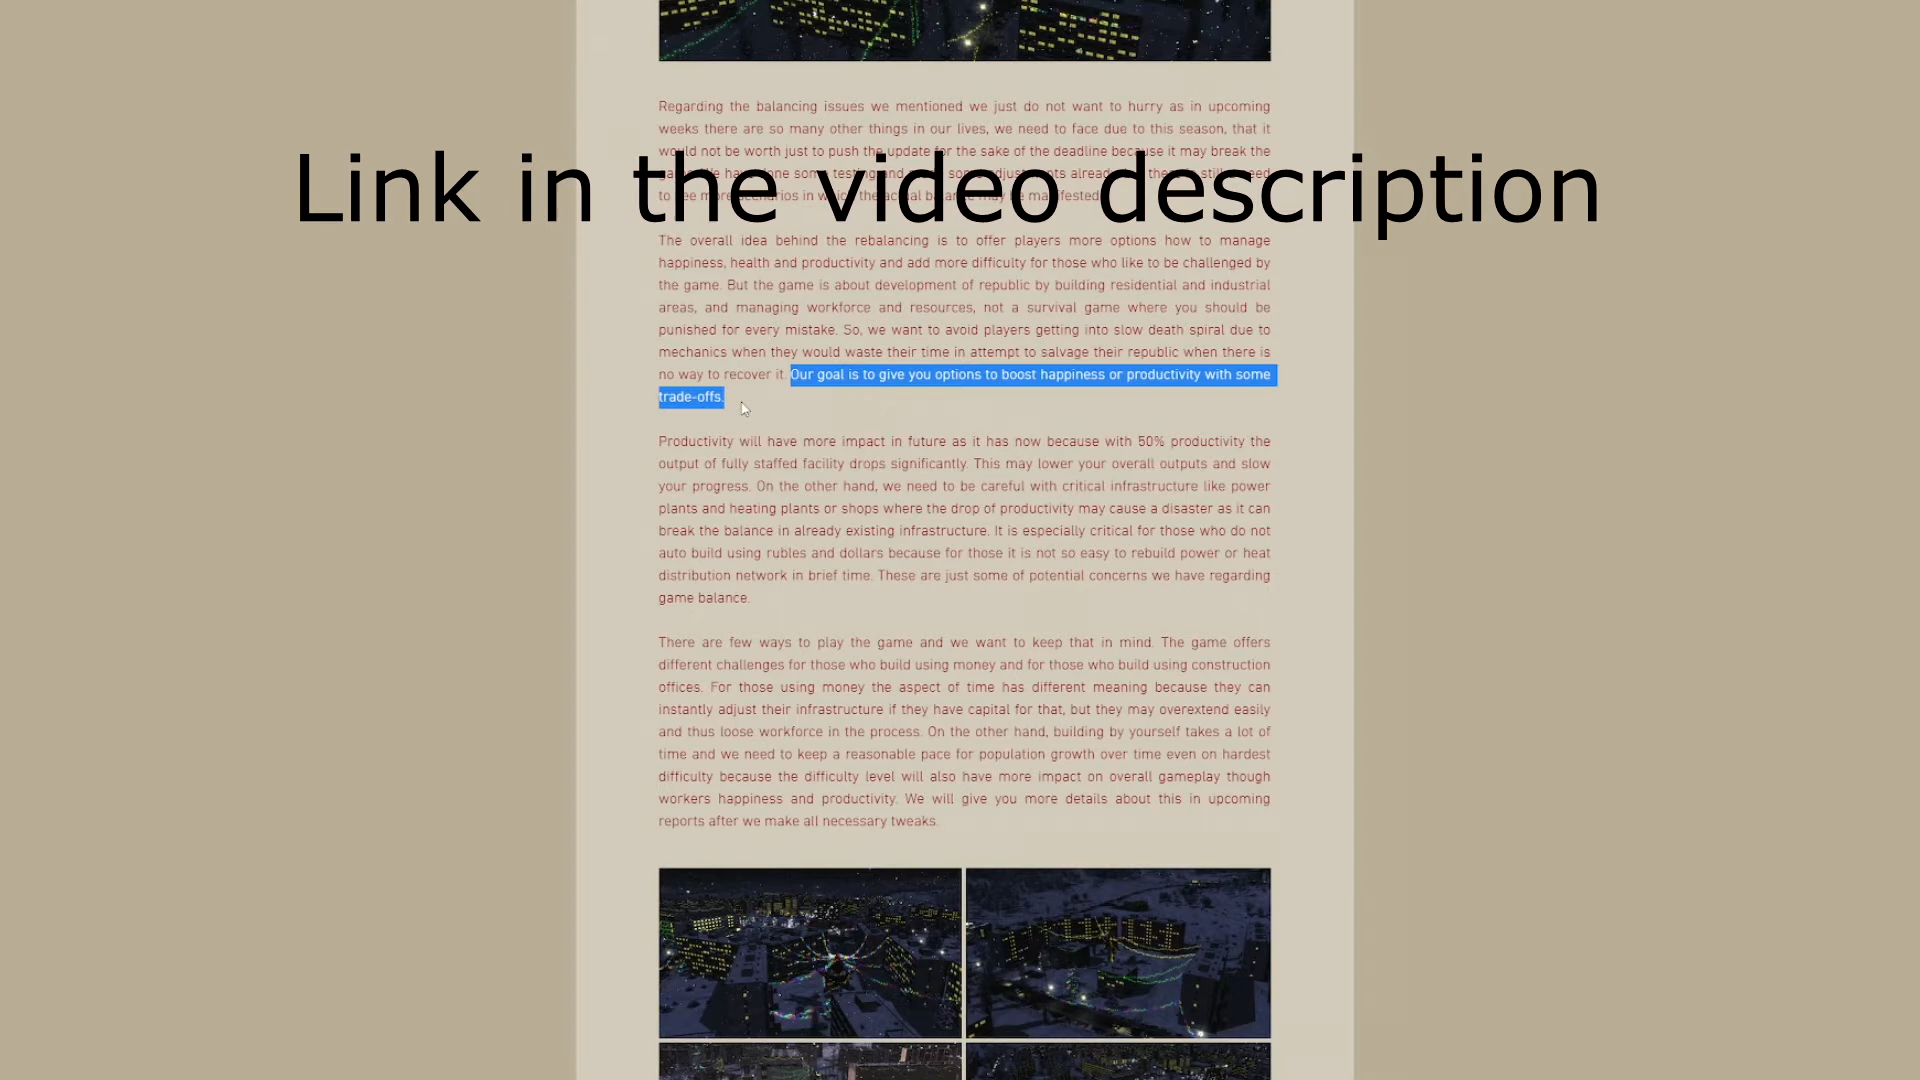 Regarding the balancing issues we mentioned we just do not want to hurry as in upcoming
weeks there are so many other things in our lives, we need to face due to this season, that it
would not be worth just to push the update for the sake of the deadline because it may break the
Link in the video description
The overall idea behind the rebalancing is to offer players more options how to manage
happiness, health and productivity and add more difficulty for those who like to be challenged by
the game. But the game is about development of republic by building residential and industrial
areas, and managing workforce and resources, not a survival game where you should be
punished for every mistake. So, we want to avoid players getting into slow death spiral due to
mechanics when they would waste their time in attempt to salvage their republic when there is
no way to recover it. Our goal is to give you options to boost happiness or productivity with some
trade-offs.
Productivity will have more impact in future as it has now because with 50% productivity the
output of fully staffed facility drops significantly. This may lower your overall outputs and slow
your progress. On the other hand, we need to be careful with critical infrastructure like power
plants and heating plants or shops where the drop of productivity may cause a disaster as it can
break the balance in already existing infrastructure. It is especially critical for those who do not
auto build using rubles and dollars because for those it is not so easy to rebuild power or heat
distribution network in brief time. These are just some of potential concerns we have regarding
game balance.
There are few ways to play the game and we want to keep that in mind. The game offers
different challenges for those who build using money and for those who build using construction
offices. For those using money the aspect of time has different meaning because they can
instantly adjust their infrastructure if they have capital for that, but they may overextend easily
and thus loose workforce in the process. On the other hand, building by yourself takes a lot of
time and we need to keep a reasonable pace for population growth over time even on hardest
difficulty because the difficulty level will also have more impact on overall gameplay though
workers happiness and productivity. We will give you more details about this in upcoming
reports after we make all necessary tweaks.